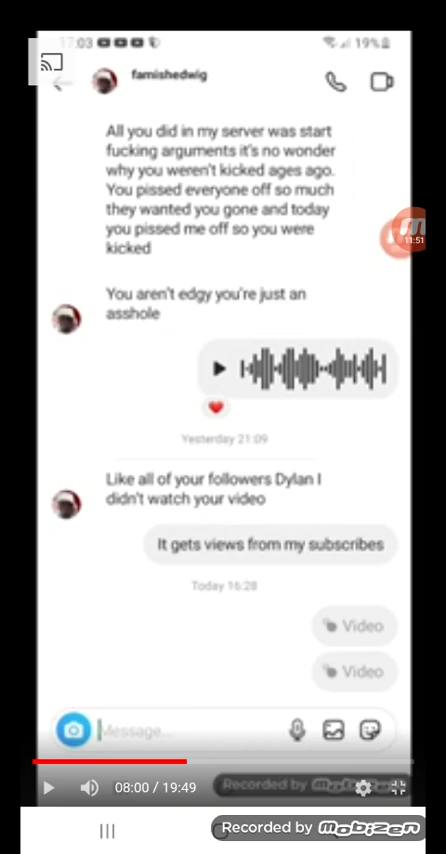 17:03
19%
famishedwig
All you did in my server was start
fucking arguments it's no wonder
why you weren't kicked ages ago.
You pissed everyone off so much
they wanted you gone and today
you pissed me off so you were
kicked
11:51
You aren't edgy you're just an
asshole
Yesterday 21:09
Like all of your followers Dylan I
didn't watch your video
It gets views from my subscribes
Today 16:28
Video
Video
Message...
08:00 / 19:49
Recorded by
Recorded by mobizen